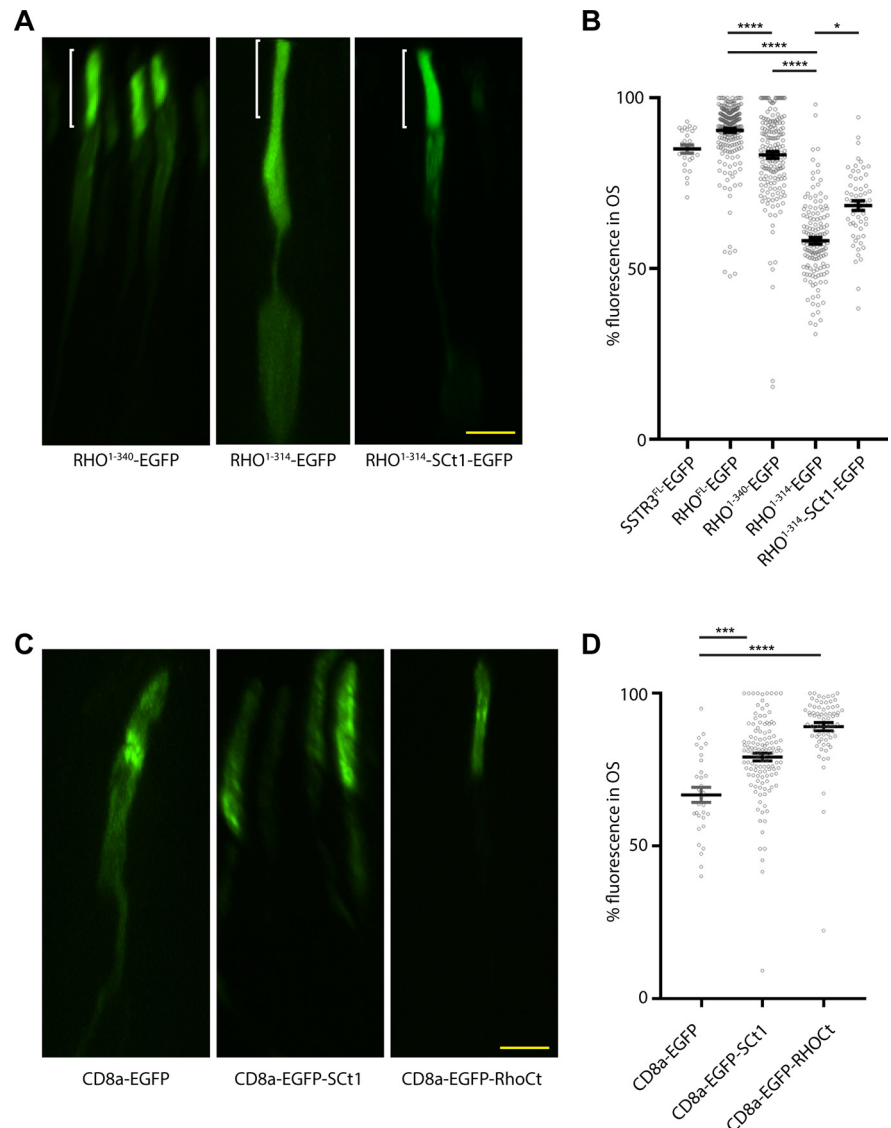 A
B
****
*
****
****
RHO¹⁻³⁴⁰-EGFP
RHO¹⁻³¹⁴-EGFP
RHO¹⁻³¹⁴-SCt1-EGFP
% fluorescence in OS
100
50
0
SSTR3ᶠᴸ-EGFP
RHOᶠᴸ-EGFP
RHO¹⁻³⁴⁰-EGFP
RHO¹⁻³¹⁴-EGFP
RHO¹⁻³¹⁴-SCt1-EGFP
C
D
***
****
CD8a-EGFP
CD8a-EGFP-SCt1
CD8a-EGFP-RhoCt
% fluorescence in OS
100
50
0
CD8a-EGFP
CD8a-EGFP-SCt1
CD8a-EGFP-RHOCt